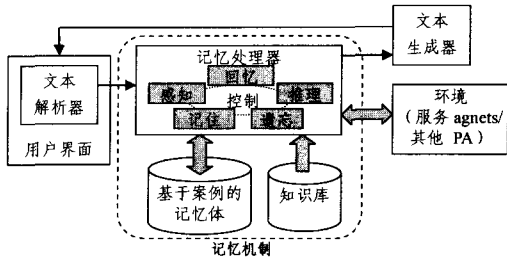 文本
生成器
记忆处理器
回忆
感知
推理
控制
记住
遗忘
文本
解析器
用户界面
环境
(服务 agnets/
其他 PA)
基于案例的
记忆体
知识库
记忆机制